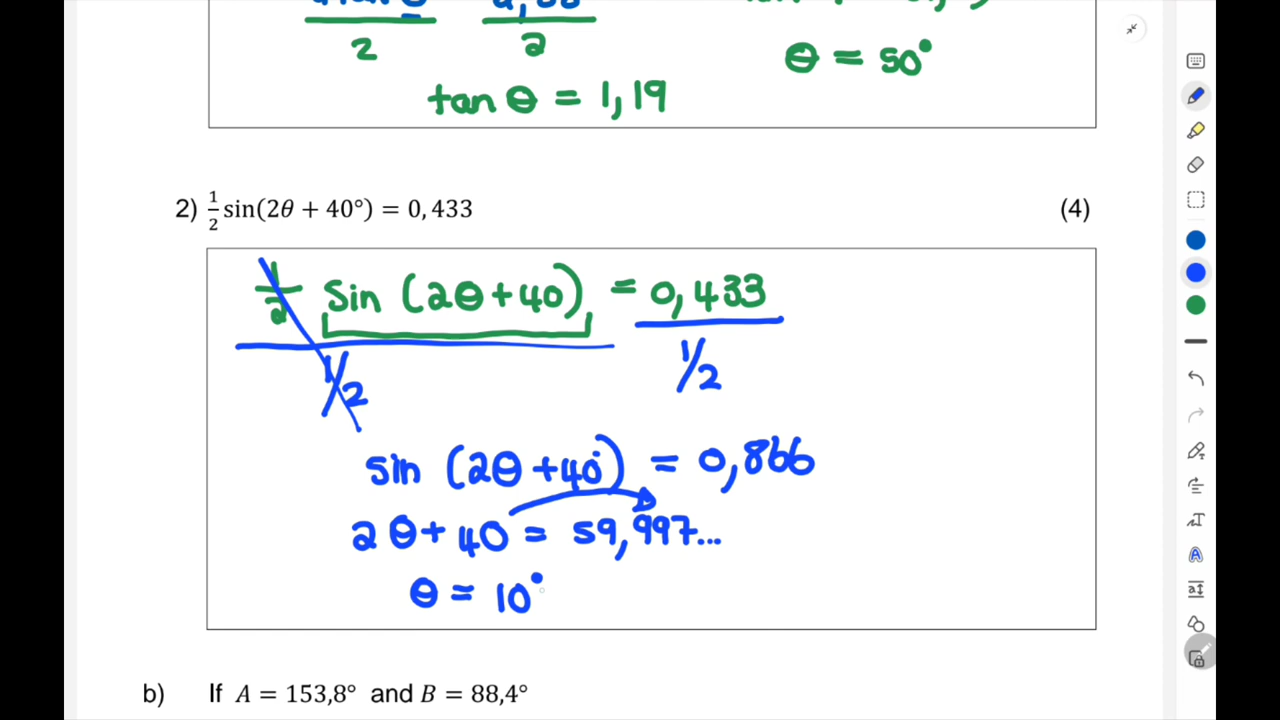 2 2 θ = 50°
tan θ = 1,19
2) 1/2 sin(2θ + 40°) = 0,433 (4)
1/2 sin (2θ + 40) = 0,433
1/2 1/2
sin (2θ + 40°) = 0,866
2θ + 40 = 59,997...
θ = 10°
b) If A = 153,8° and B = 88,4°